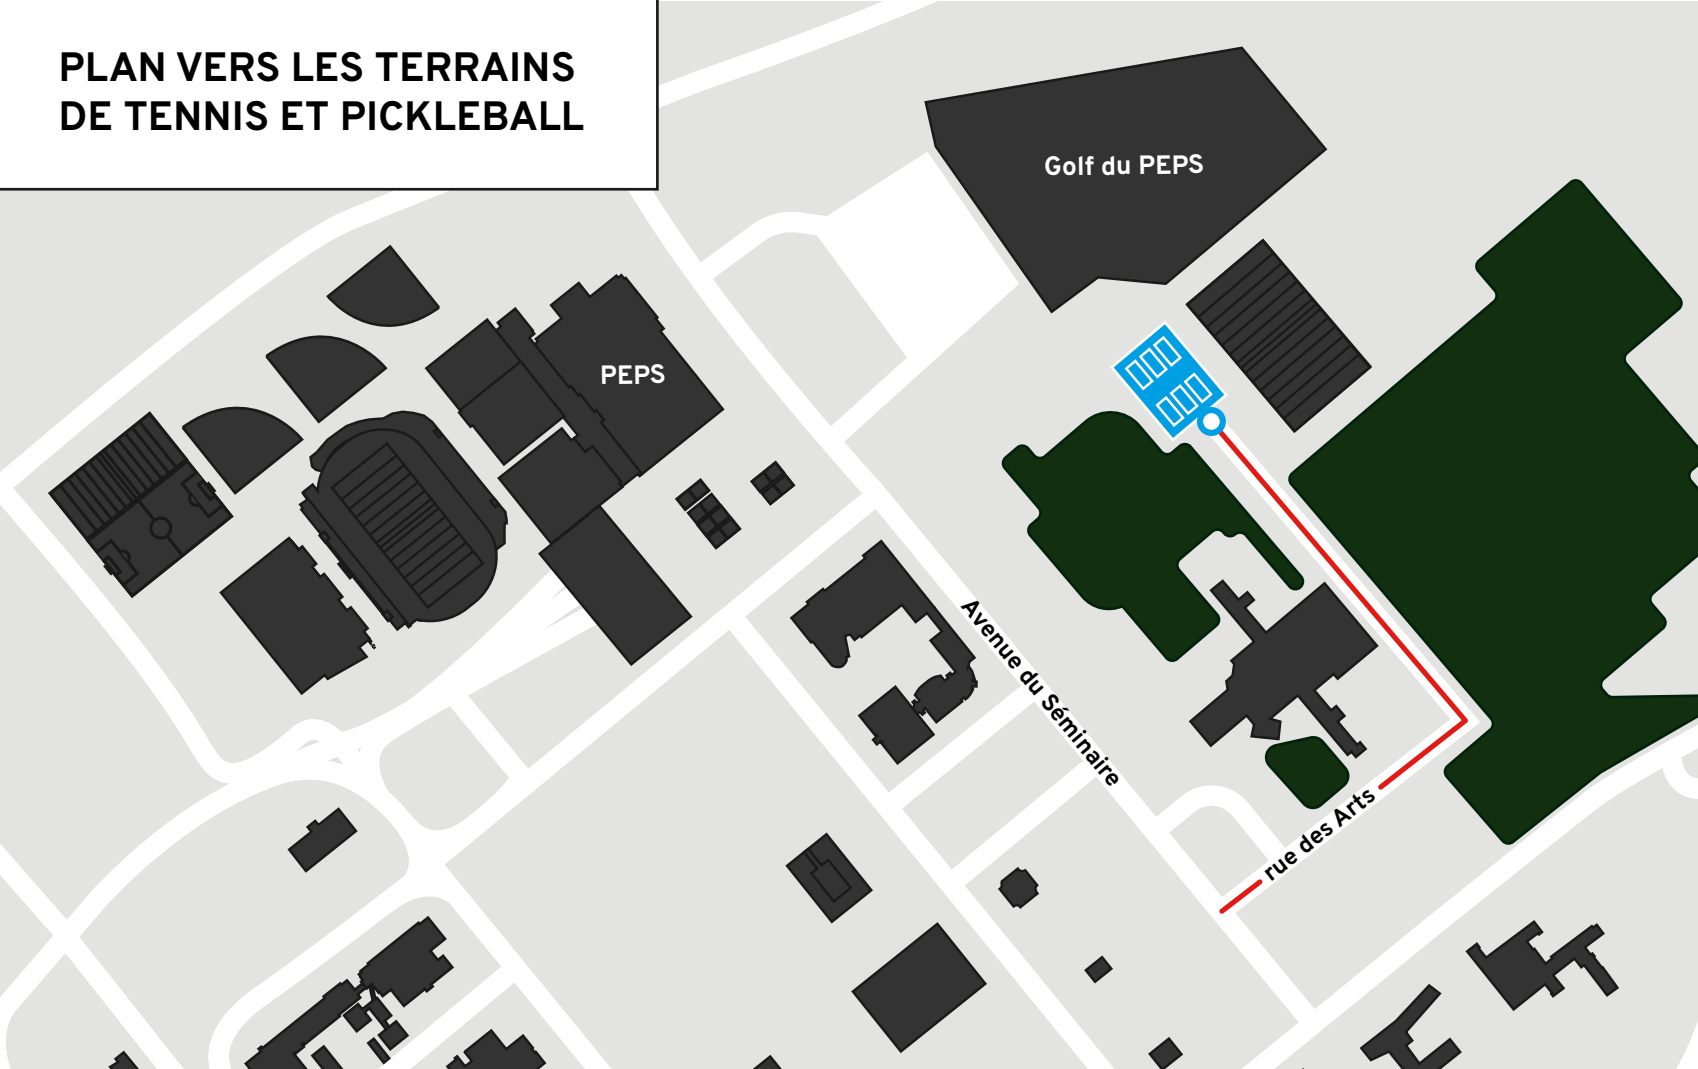 PLAN VERS LES TERRAINS
DE TENNIS ET PICKLEBALL
Golf du PEPS
PEPS
Avenue du Séminaire
rue des Arts